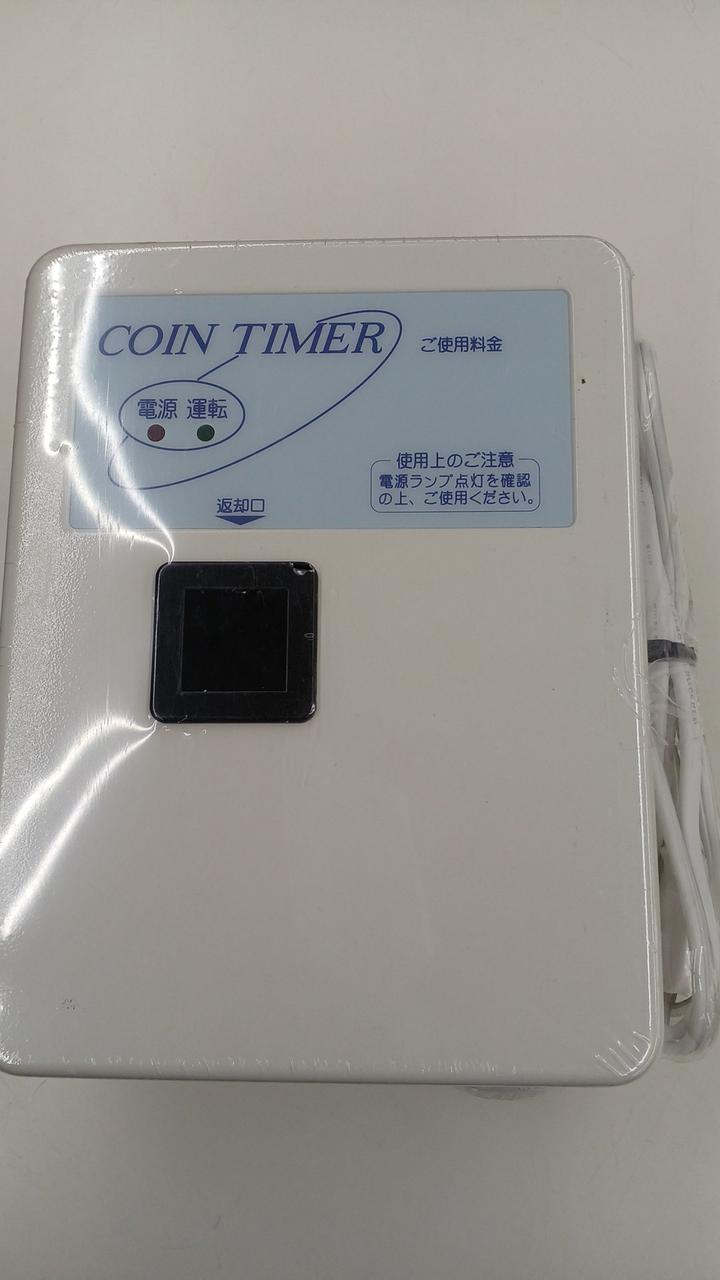 COIN TIMER
ご使用料金
電源 運転
使用上のご注意
電源ランプ点灯を確認
の上、ご使用ください。
返却口